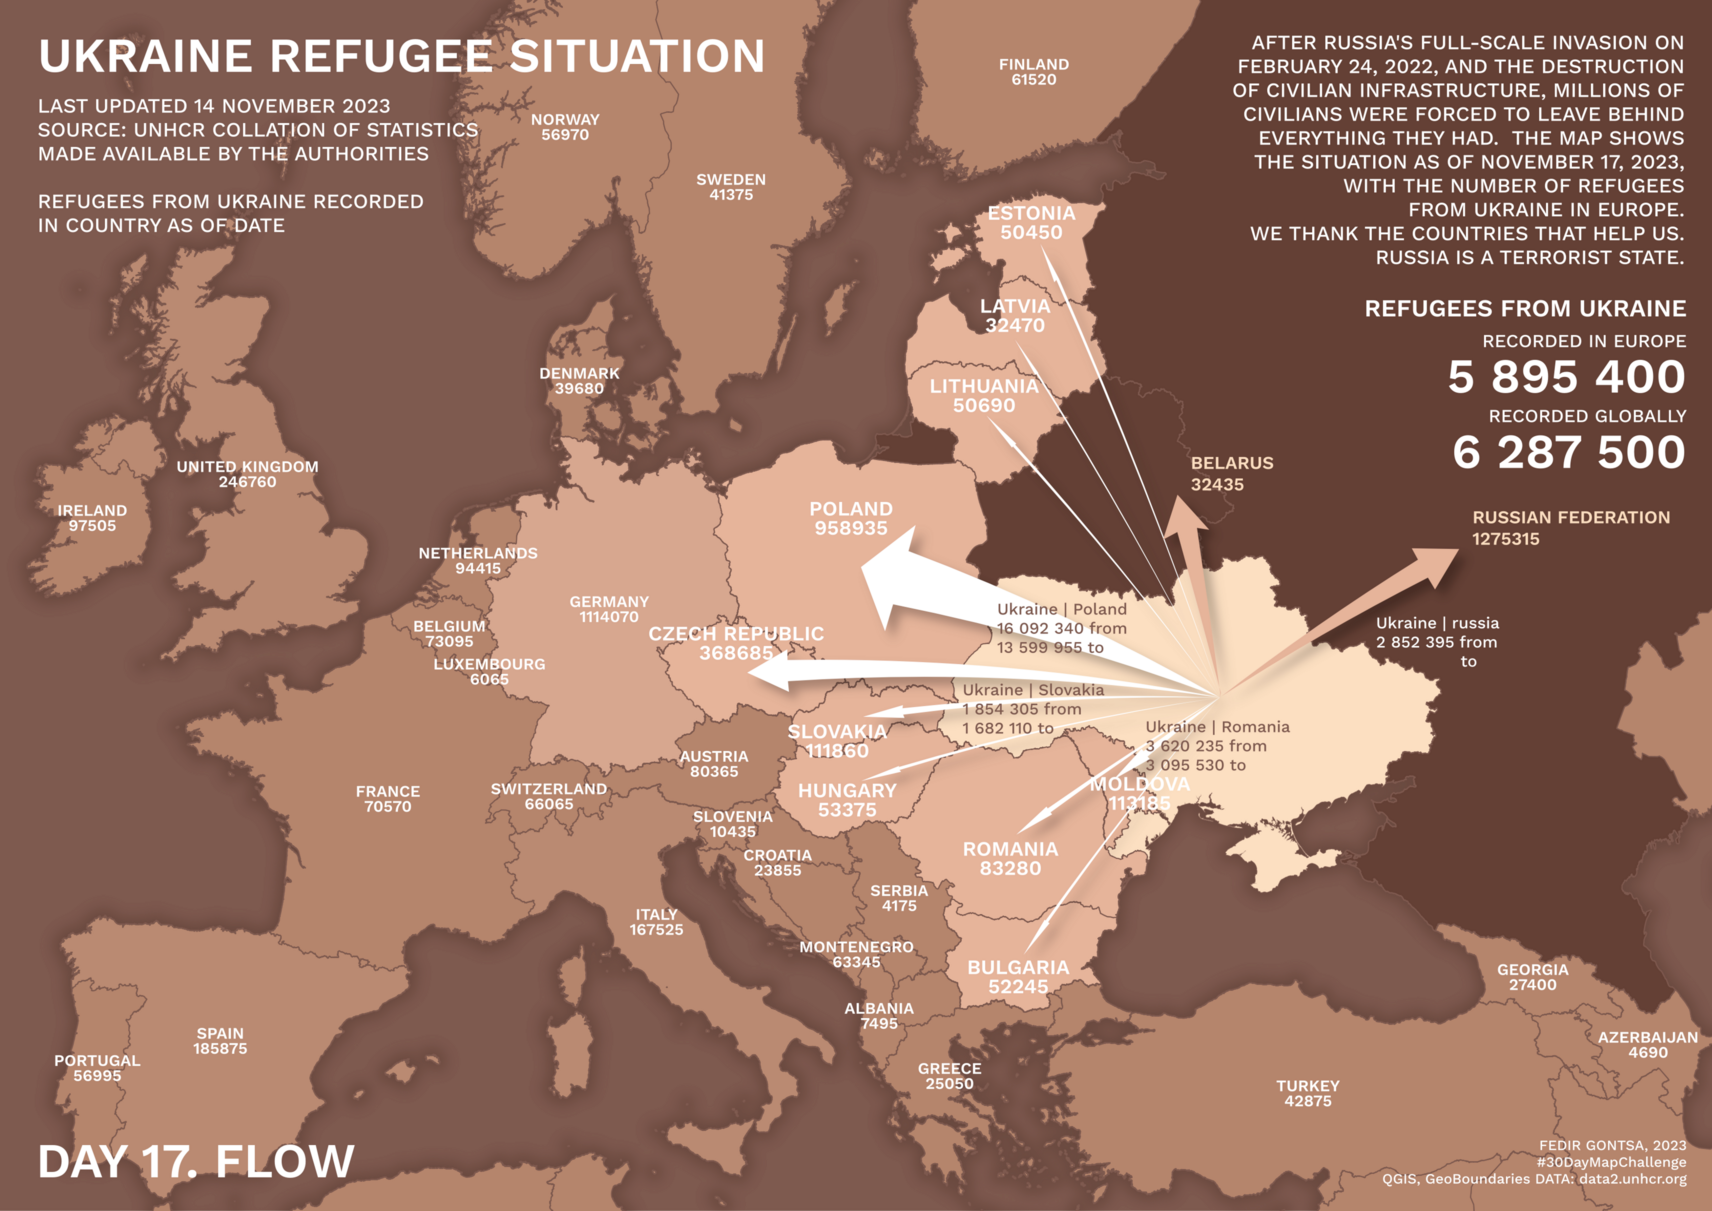 UKRAINE REFUGEE SITUATION
LAST UPDATED 14 NOVEMBER 2023
SOURCE: UNHCR COLLATION OF STATISTICS
MADE AVAILABLE BY THE AUTHORITIES
REFUGEES FROM UKRAINE RECORDED
IN COUNTRY AS OF DATE
AFTER RUSSIA'S FULL-SCALE INVASION ON
FEBRUARY 24, 2022, AND THE DESTRUCTION
OF CIVILIAN INFRASTRUCTURE, MILLIONS OF
CIVILIANS WERE FORCED TO LEAVE BEHIND
EVERYTHING THEY HAD. THE MAP SHOWS
THE SITUATION AS OF NOVEMBER 17, 2023,
WITH THE NUMBER OF REFUGEES
FROM UKRAINE IN EUROPE.
WE THANK THE COUNTRIES THAT HELP US.
RUSSIA IS A TERRORIST STATE.
REFUGEES FROM UKRAINE
RECORDED IN EUROPE
5 895 400
RECORDED GLOBALLY
6 287 500
FINLAND
61520
NORWAY
56970
SWEDEN
41375
ESTONIA
50450
LATVIA
32470
DENMARK
39680
LITHUANIA
50690
UNITED KINGDOM
246760
IRELAND
97505
BELARUS
32435
RUSSIAN FEDERATION
1275315
POLAND
958935
NETHERLANDS
94415
GERMANY
1114070
BELGIUM
73095
CZECH REPUBLIC
368685
LUXEMBOURG
6065
Ukraine | Poland
16 092 340 from
13 599 955 to
Ukraine | russia
2 852 395 from
to
Ukraine | Slovakia
1 854 305 from
1 682 110 to
Ukraine | Romania
3 620 235 from
3 095 530 to
SLOVAKIA
111860
AUSTRIA
80365
FRANCE
70570
SWITZERLAND
66065
HUNGARY
53375
MOLDOVA
113185
SLOVENIA
10435
CROATIA
23855
ROMANIA
83280
SERBIA
4175
ITALY
167525
MONTENEGRO
63345
BULGARIA
52245
GEORGIA
27400
ALBANIA
7495
SPAIN
185875
PORTUGAL
56995
GREECE
25050
AZERBAIJAN
4690
TURKEY
42875
DAY 17. FLOW
FEDIR GONTSA, 2023
#30DayMapChallenge
QGIS, GeoBoundaries DATA: data2.unhcr.org